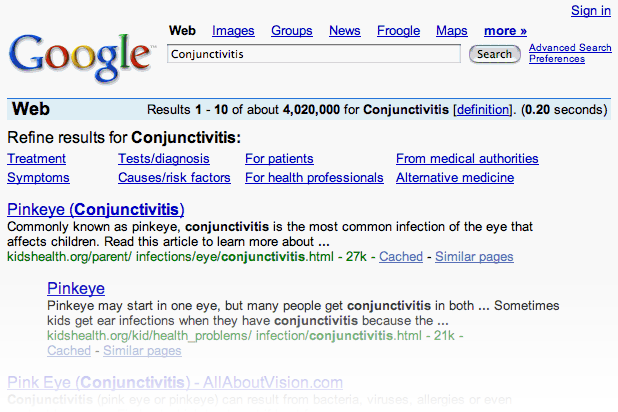 Sign in
Web Images Groups News Froogle Maps more »
Google™
Conjunctivitis Search Advanced Search
Preferences
Web Results 1 - 10 of about 4,020,000 for Conjunctivitis [definition]. (0.20 seconds)
Refine results for Conjunctivitis:
Treatment Tests/diagnosis For patients From medical authorities
Symptoms Causes/risk factors For health professionals Alternative medicine
Pinkeye (Conjunctivitis)
Commonly known as pinkeye, conjunctivitis is the most common infection of the eye that
affects children. Read this article to learn more about ...
kidshealth.org/parent/ infections/eye/conjunctivitis.html - 27k - Cached - Similar pages
Pinkeye
Pinkeye may start in one eye, but many people get conjunctivitis in both ... Sometimes
kids get ear infections when they have conjunctivitis because the ...
kidshealth.org/kid/health_problems/ infection/conjunctivitis.html - 21k -
Cached - Similar pages
Pink Eye (Conjunctivitis) - AllAboutVision.com
Conjunctivitis (pink eye or pinkeye) can result from bacteria, viruses, allergies or even